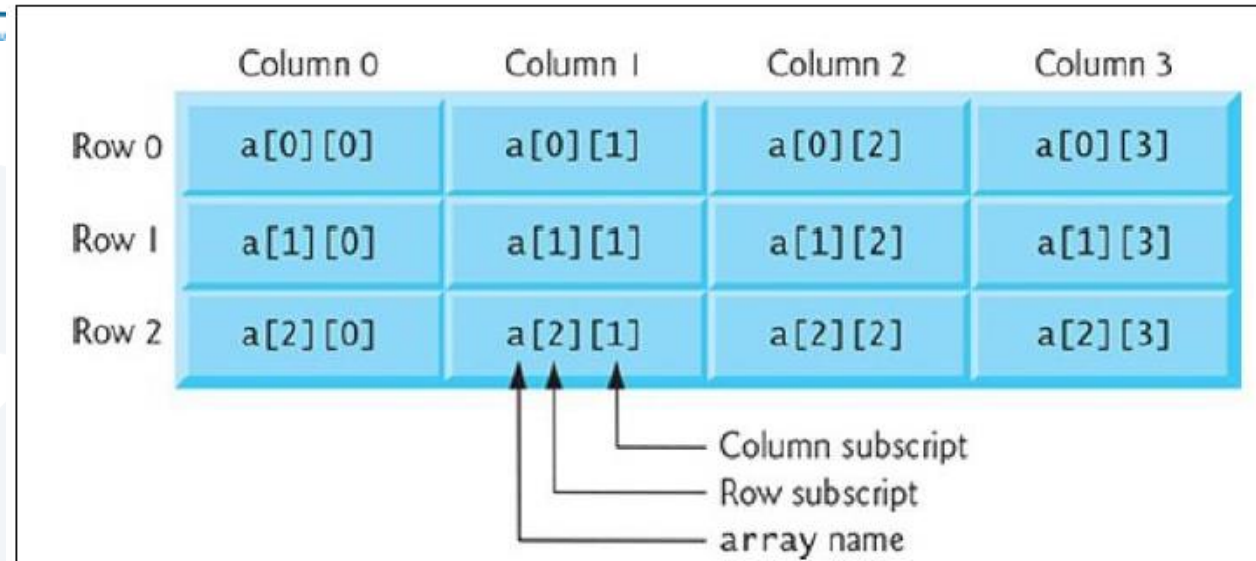 Column 0 Column 1 Column 2 Column 3
Row 0 a[0][0] a[0][1] a[0][2] a[0][3]
Row 1 a[1][0] a[1][1] a[1][2] a[1][3]
Row 2 a[2][0] a[2][1] a[2][2] a[2][3]
Column subscript
Row subscript
array name